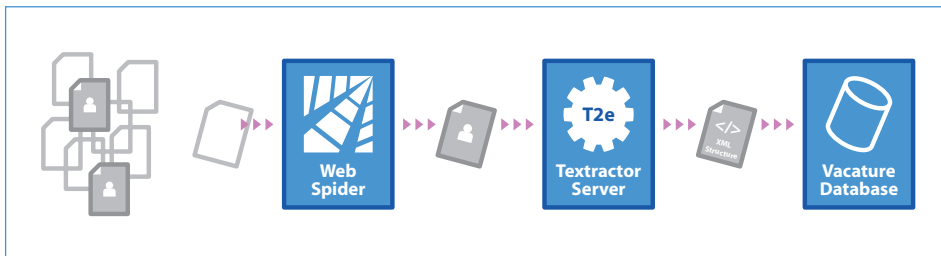 Web
Spider
T2e
Textractor
Server
</>
XML
Structure
Vacature
Database